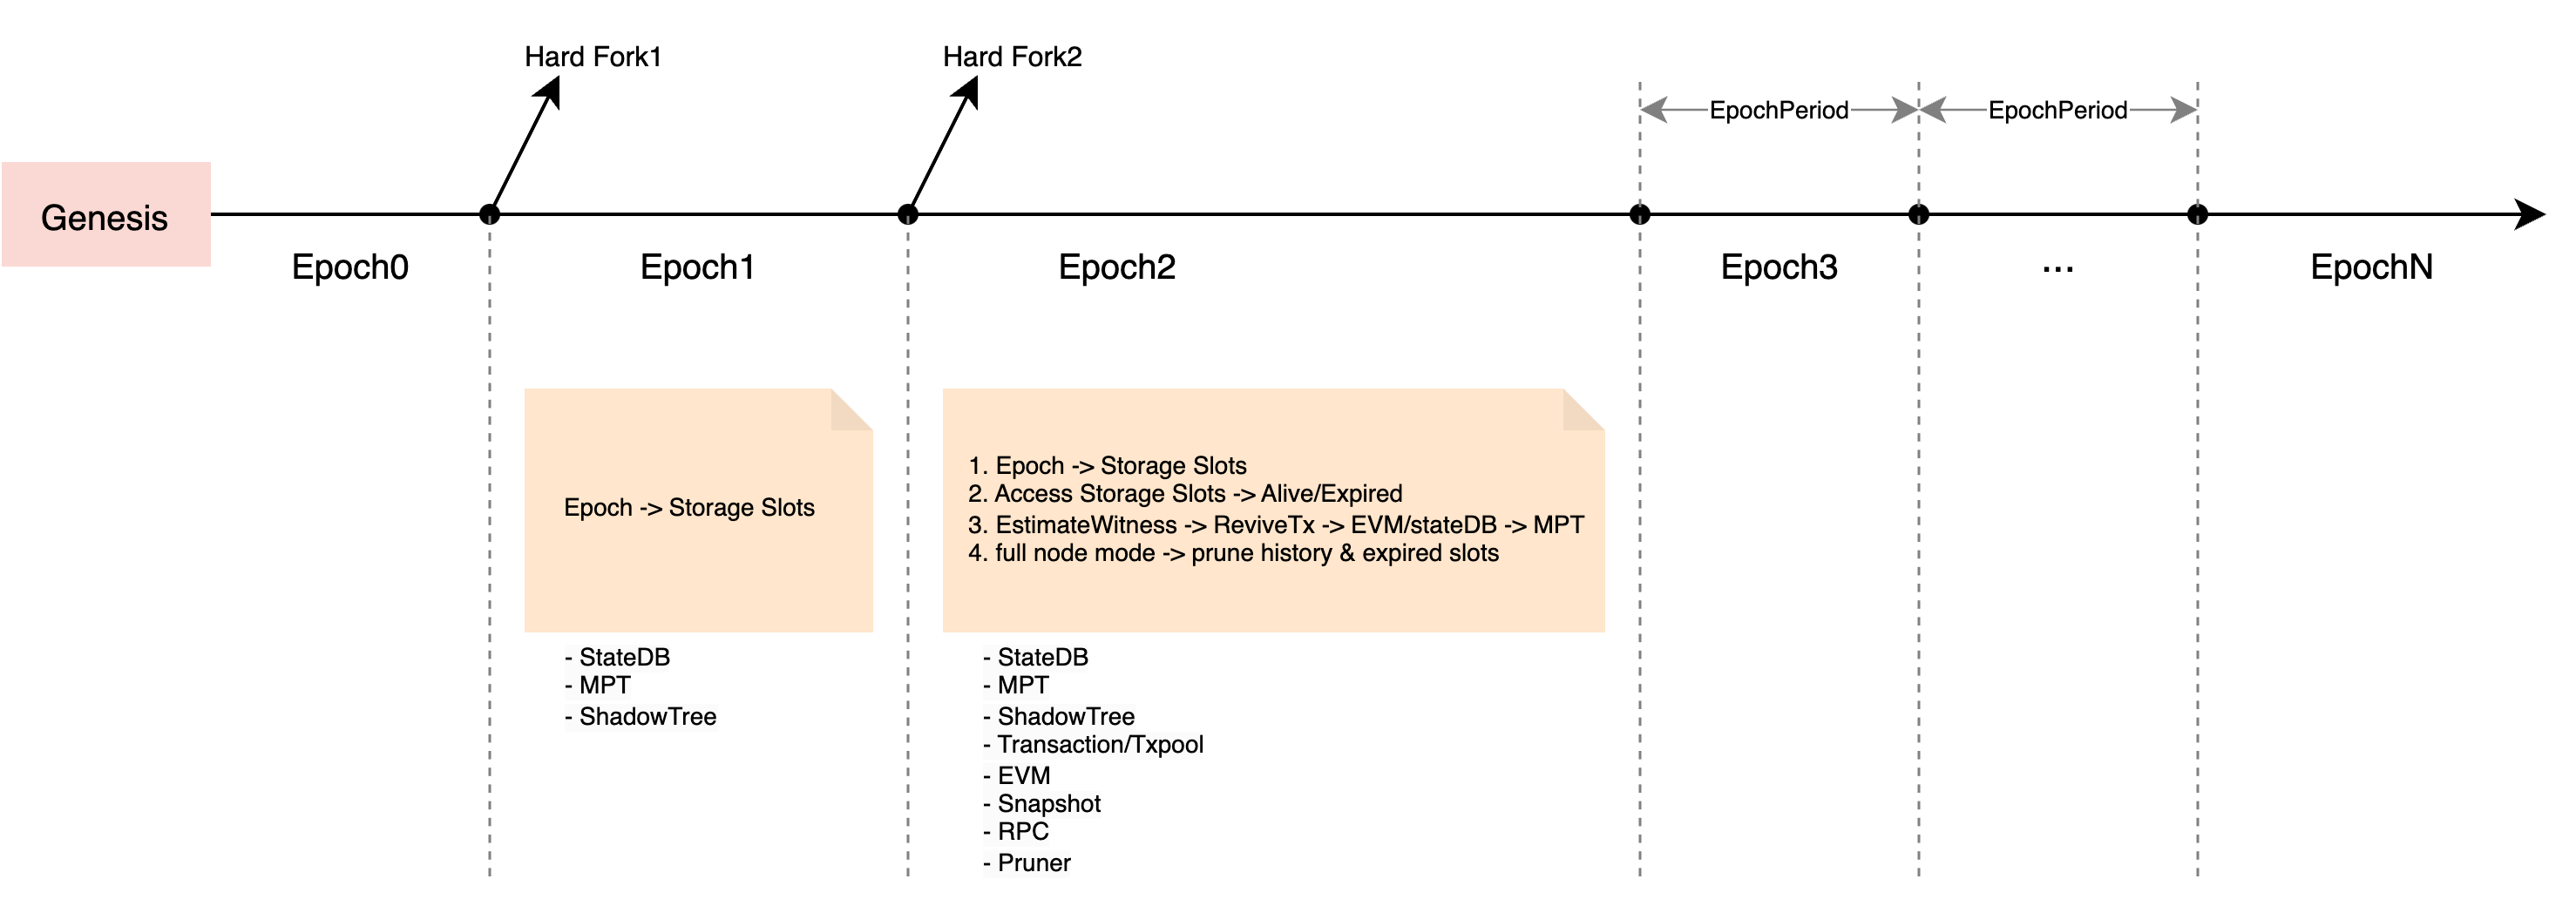 Hard Fork1
Hard Fork2
EpochPeriod
EpochPeriod
Genesis
Epoch0
Epoch1
Epoch2
Epoch3
...
EpochN
Epoch -> Storage Slots
- StateDB
- MPT
- ShadowTree
1. Epoch -> Storage Slots
2. Access Storage Slots -> Alive/Expired
3. EstimateWitness -> ReviveTx -> EVM/stateDB -> MPT
4. full node mode -> prune history & expired slots
- StateDB
- MPT
- ShadowTree
- Transaction/Txpool
- EVM
- Snapshot
- RPC
- Pruner